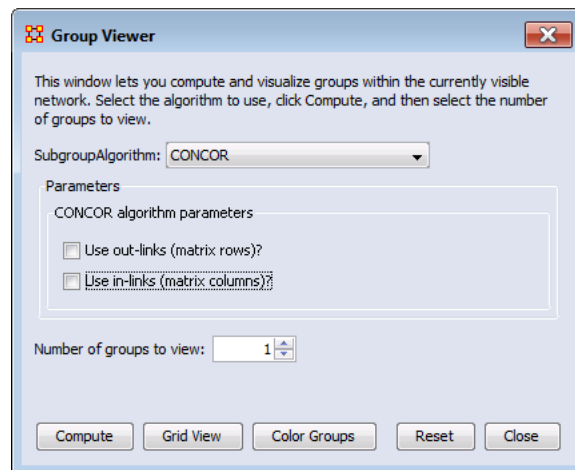 Group Viewer
This window lets you compute and visualize groups within the currently visible
network. Select the algorithm to use, click Compute, and then select the number
of groups to view.
SubgroupAlgorithm: CONCOR
Parameters
CONCOR algorithm parameters
Use out-links (matrix rows)?
Use in-links (matrix columns)?
Number of groups to view: 1
Compute Grid View Color Groups Reset Close